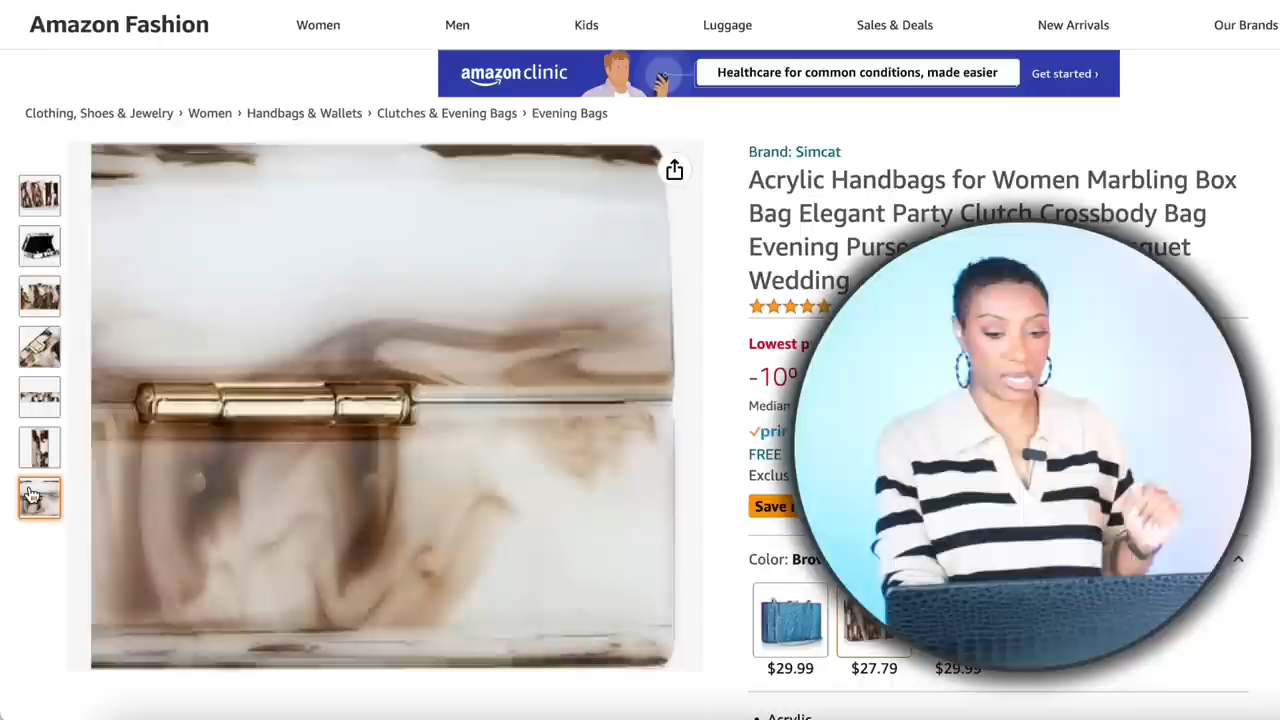 Amazon Fashion
Women Men Kids Luggage Sales & Deals New Arrivals Our Brands
amazon clinic Healthcare for common conditions, made easier Get started ›
Clothing, Shoes & Jewelry › Women › Handbags & Wallets › Clutches & Evening Bags › Evening Bags
Brand: Simcat
Acrylic Handbags for Women Marbling Box
Bag Elegant Party Clutch Crossbody Bag
Evening Purse
Wedding
Lowest
-10
Median
FREE
Save
Color:
$29.99 $27.79